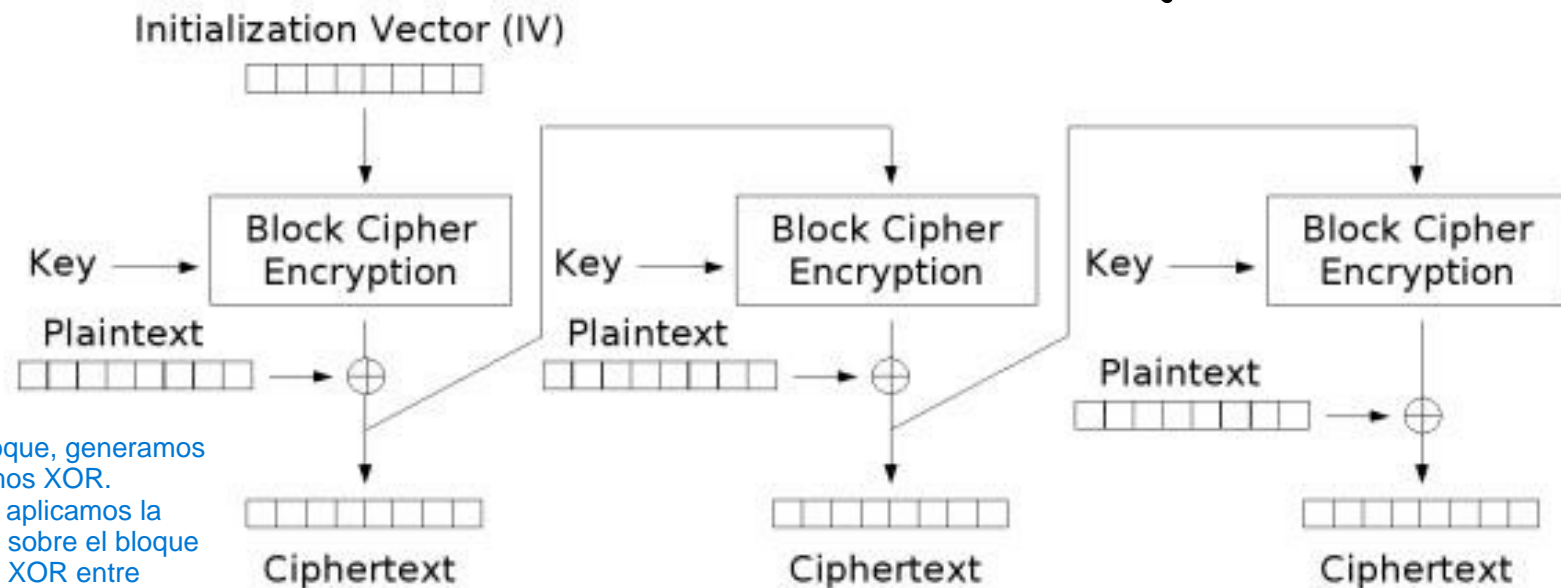 Initialization Vector (IV)
Block Cipher
Encryption
Block Cipher
Encryption
Block Cipher
Encryption
Key
Key
Key
Plaintext
Plaintext
Plaintext
oque, generamos
nos XOR.
aplicamos la
sobre el bloque
XOR entre
Ciphertext
Ciphertext
Ciphertext